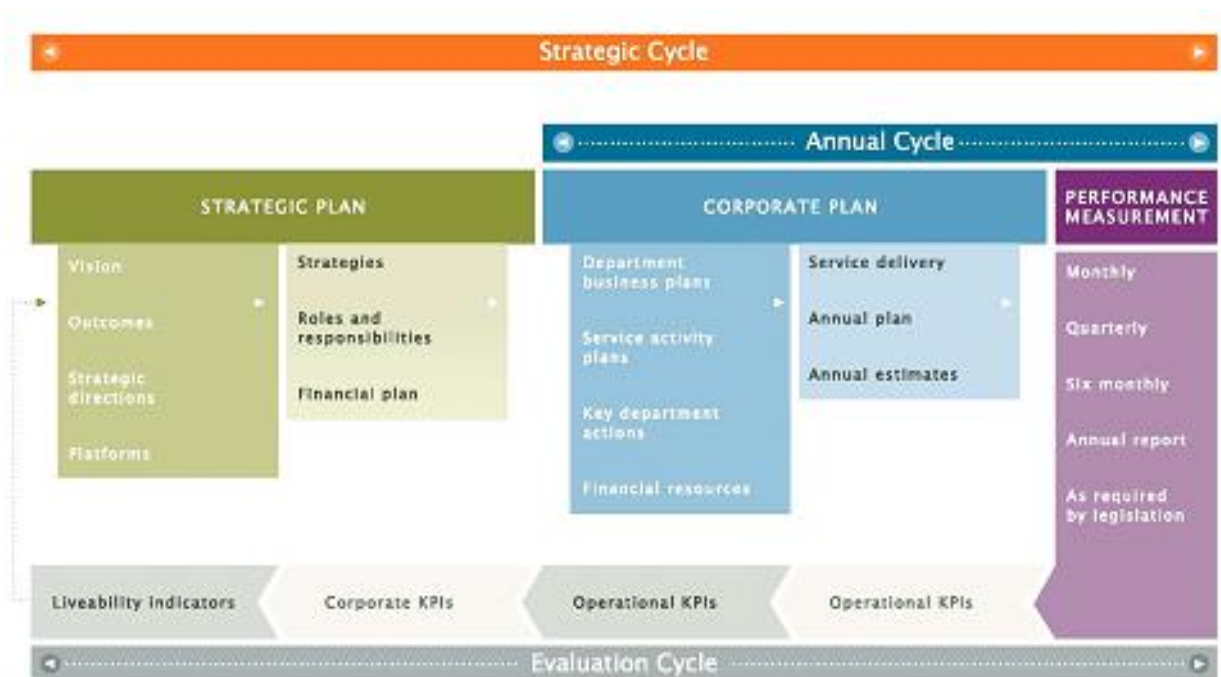 Strategic Cycle
Annual Cycle
STRATEGIC PLAN
CORPORATE PLAN
PERFORMANCE
MEASUREMENT
Vision
Outcomes
Strategic
directions
Platforms
Strategies
Roles and
responsibilities
Financial plan
Department
business plans
Service activity
plans
Key department
actions
Financial resources
Service delivery
Annual plan
Annual estimates
Monthly
Quarterly
Six monthly
Annual report
As required
by legislation
Liveability indicators
Corporate KPIs
Operational KPIs
Operational KPIs
Evaluation Cycle